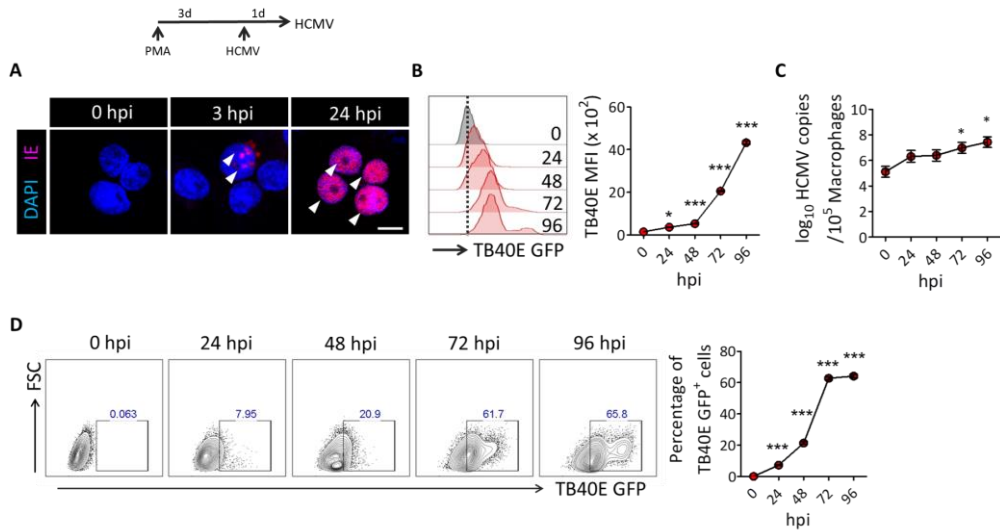 3d 1d HCMV
PMA HCMV
A
0 hpi 3 hpi 24 hpi
DAPI IE
B
0
24
48
72
96
TB40E GFP
TB40E MFI (x 10²)
60
40
20
0
* *** *** ***
0 24 48 72 96
hpi
C
log₁₀ HCMV copies
/10⁵ Macrophages
10
8
6
4
2
0
* *
0 24 48 72 96
hpi
D
0 hpi 24 hpi 48 hpi 72 hpi 96 hpi
FSC
0.063 7.95 20.9 61.7 65.8
TB40E GFP
Percentage of
TB40E GFP⁺ cells
80
60
40
20
0
*** *** *** ***
0 24 48 72 96
hpi